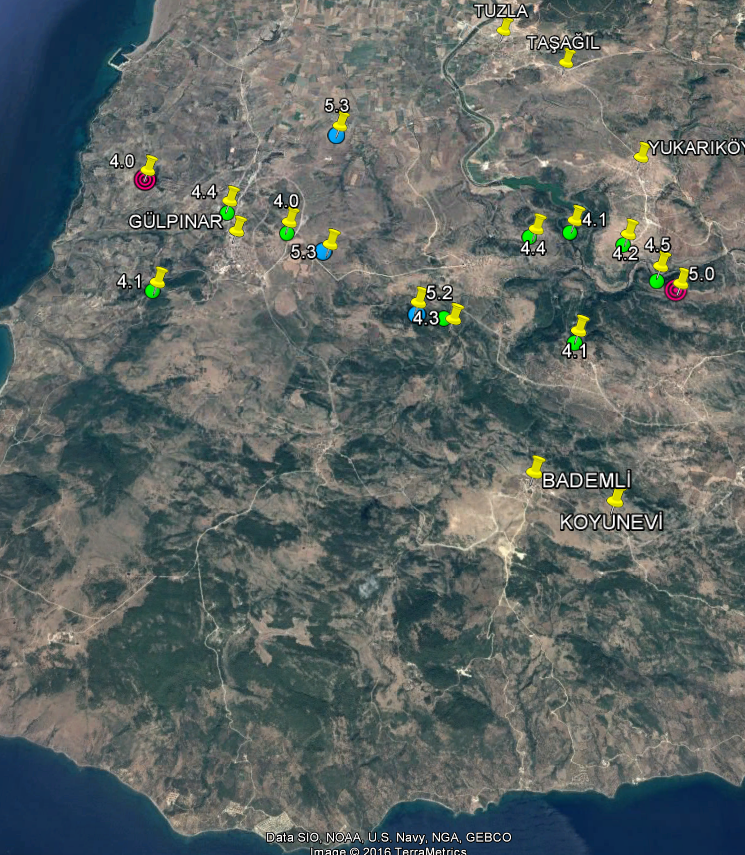 TUZLA
TAŞAĞIL
5.3
YUKARIKÖY
4.0
4.4
4.0
GÜLPINAR
4.1
4.4
4.2
4.5
5.3
5.0
4.1
5.2
4.3
4.1
BADEMLİ
KOYUNEVİ
Data SIO, NOAA, U.S. Navy, NGA, GEBCO
Image © 2016 TerraMetrics